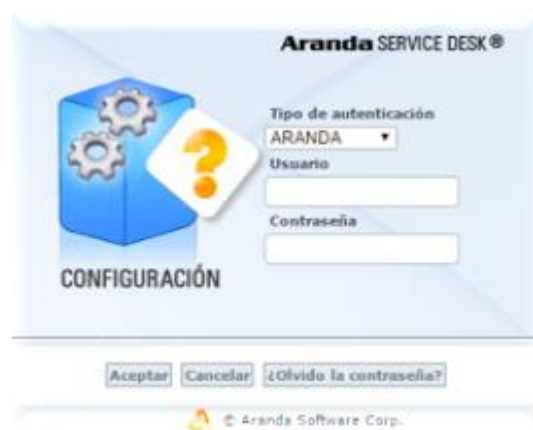 Aranda SERVICE DESK®
Tipo de autenticación
ARANDA
Usuario
Contraseña
CONFIGURACIÓN
Aceptar Cancelar ¿Olvido la contraseña?
© Aranda Software Corp.